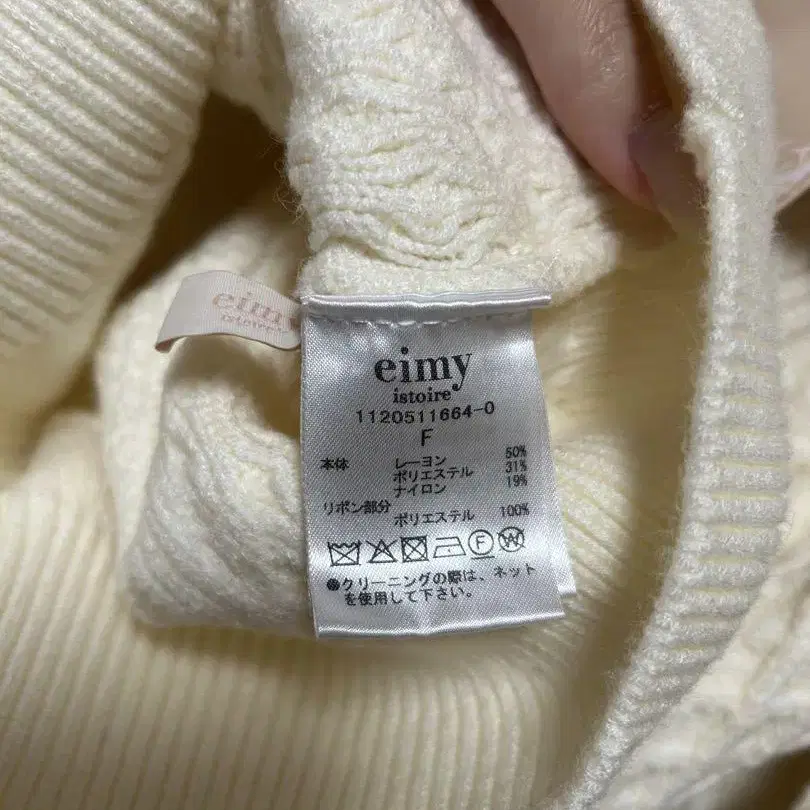 eimy
eimy
istoire
1120511664-0
F
本体 レーヨン 50%
ポリエステル 31%
ナイロン 19%
リボン部分
ポリエステル 100%
F W
●クリーニングの際は、ネット
を使用して下さい。